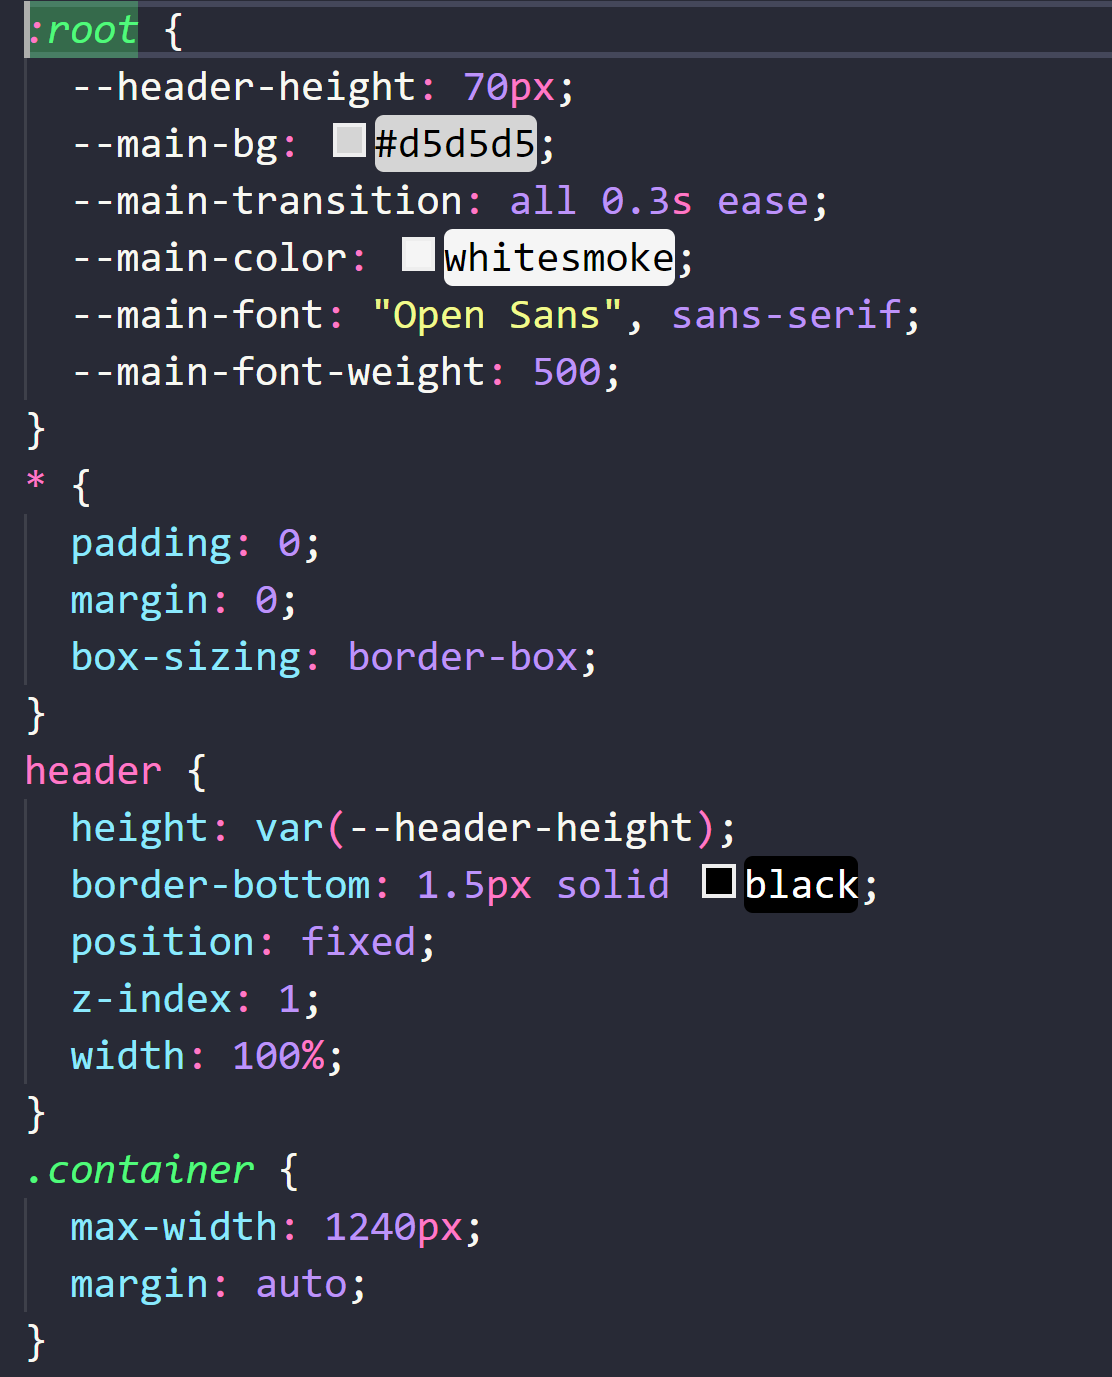 :root {
--header-height: 70px;
--main-bg: #d5d5d5;
--main-transition: all 0.3s ease;
--main-color: whitesmoke;
--main-font: "Open Sans", sans-serif;
--main-font-weight: 500;
}
* {
padding: 0;
margin: 0;
box-sizing: border-box;
}
header {
height: var(--header-height);
border-bottom: 1.5px solid black;
position: fixed;
z-index: 1;
width: 100%;
}
.container {
max-width: 1240px;
margin: auto;
}